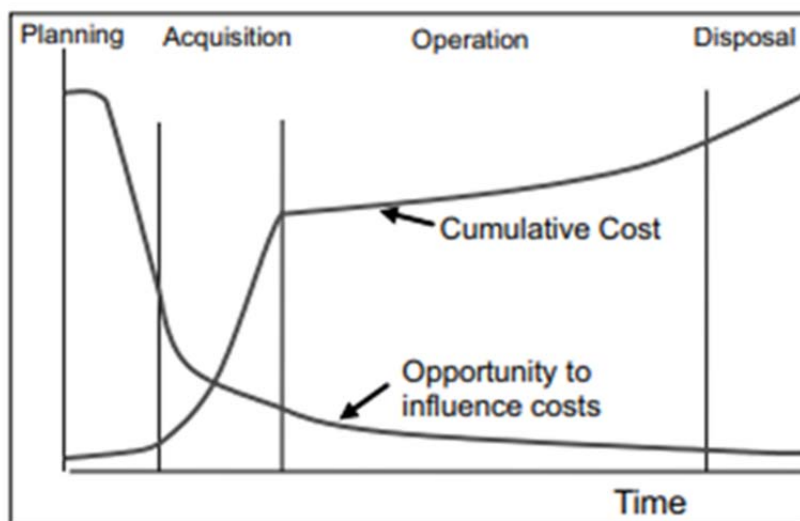 Planning Acquisition Operation Disposal
Cumulative Cost
Opportunity to
influence costs
Time